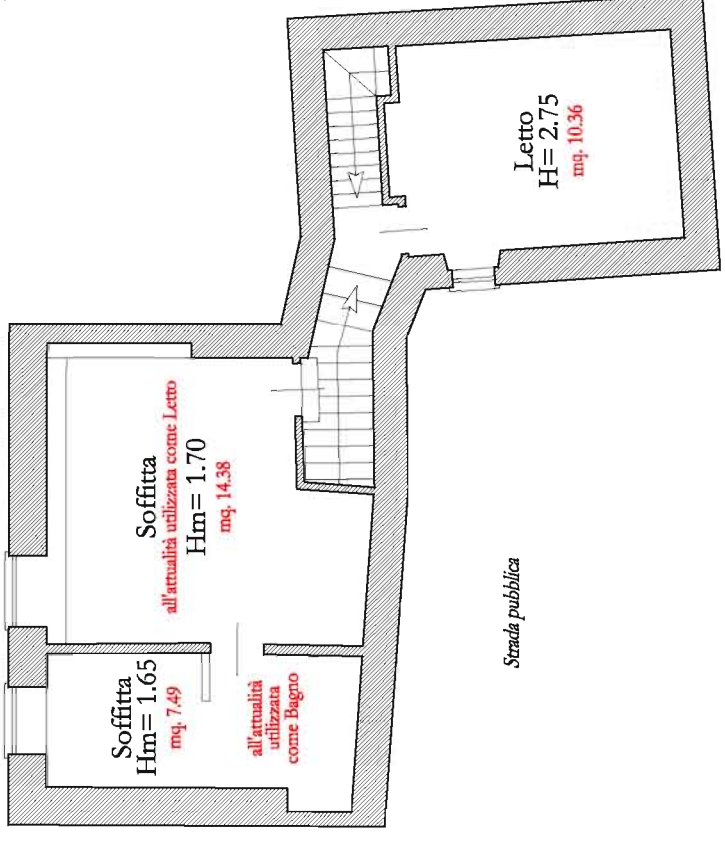 Letto
H= 2.75
mq. 10.36
Soffitta
all'attualità utilizzata come Letto
Hm= 1.70
mq. 14.38
Soffitta
Hm= 1.65
mq. 7.49
all'attualità
utilizzata
come Bagno
Strada pubblica